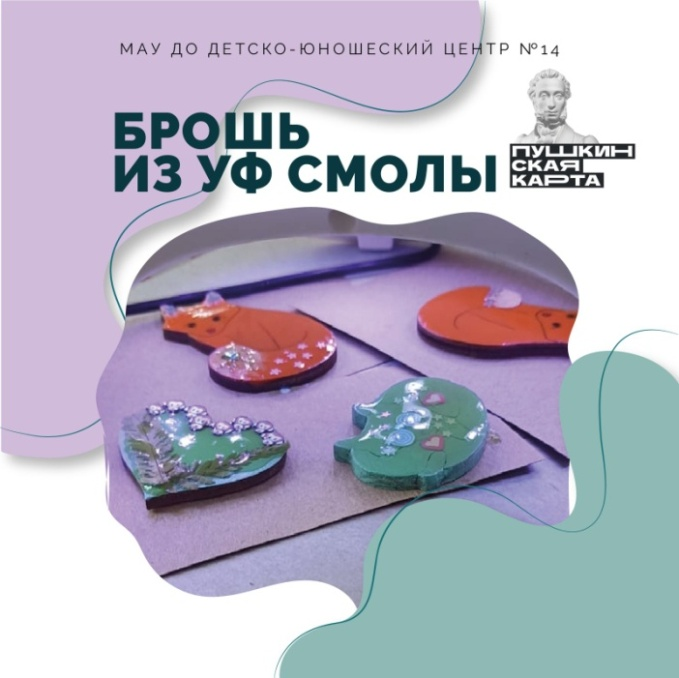 МАУ ДО ДЕТСКО-ЮНОШЕСКИЙ ЦЕНТР №14
БРОШЬ
ИЗ УФ СМОЛЫ
ПУШКИН
СКАЯ
КАРТА